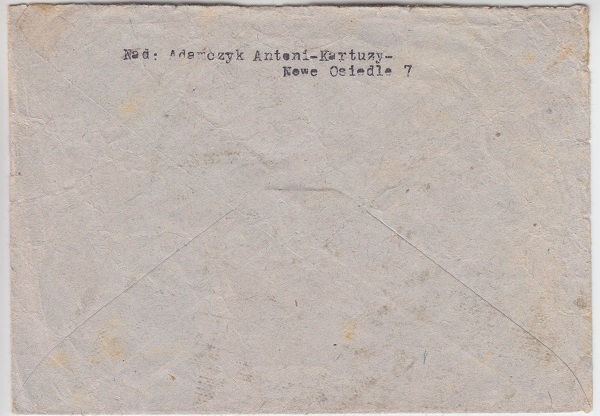 Nad: Adamczyk Antoni-Kartuzy-
Nowe Osiedle 7